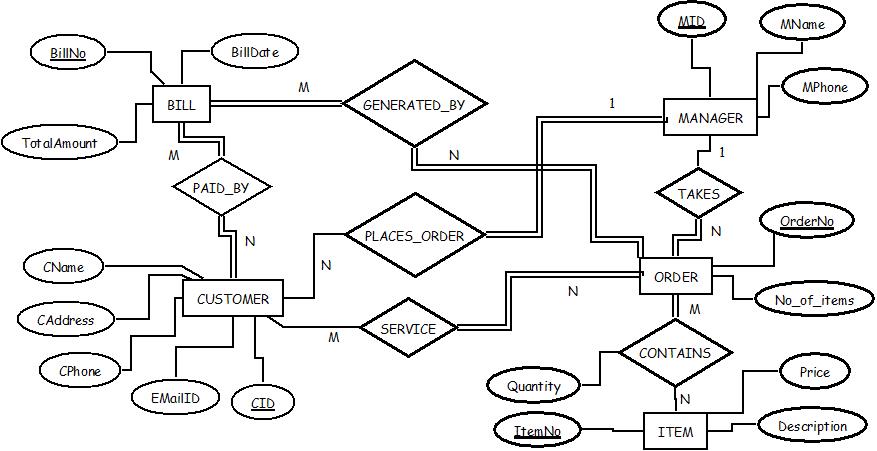 MID
MName
BillNo
BillDate
M
MPhone
BILL
GENERATED_BY
1
MANAGER
TotalAmount
M
N
1
PAID_BY
TAKES
OrderNo
N
PLACES_ORDER
N
N
CName
ORDER
CUSTOMER
N
No_of_items
CAddress
M
SERVICE
M
CPhone
CONTAINS
Quantity
Price
EMailID
CID
N
ItemNo
ITEM
Description